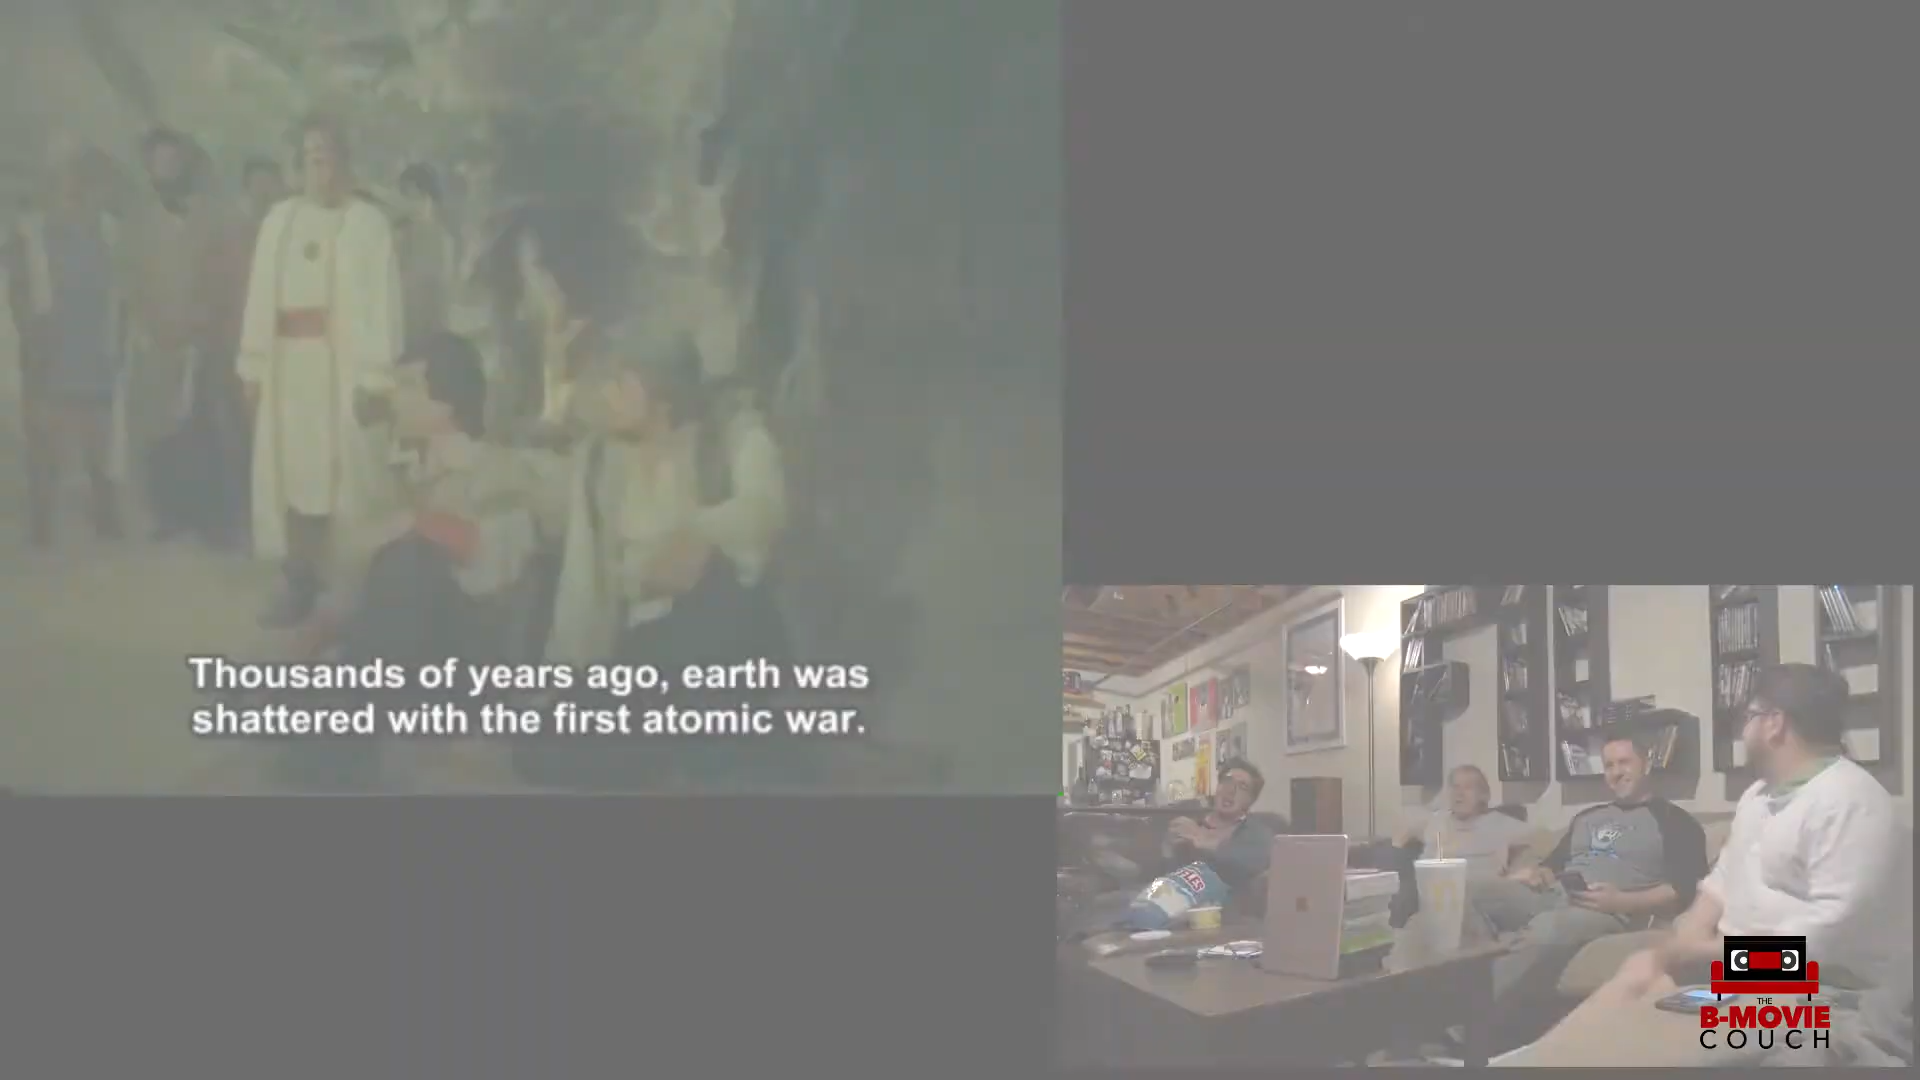 Thousands of years ago, earth was
shattered with the first atomic war.
THE
B-MOVIE
COUCH